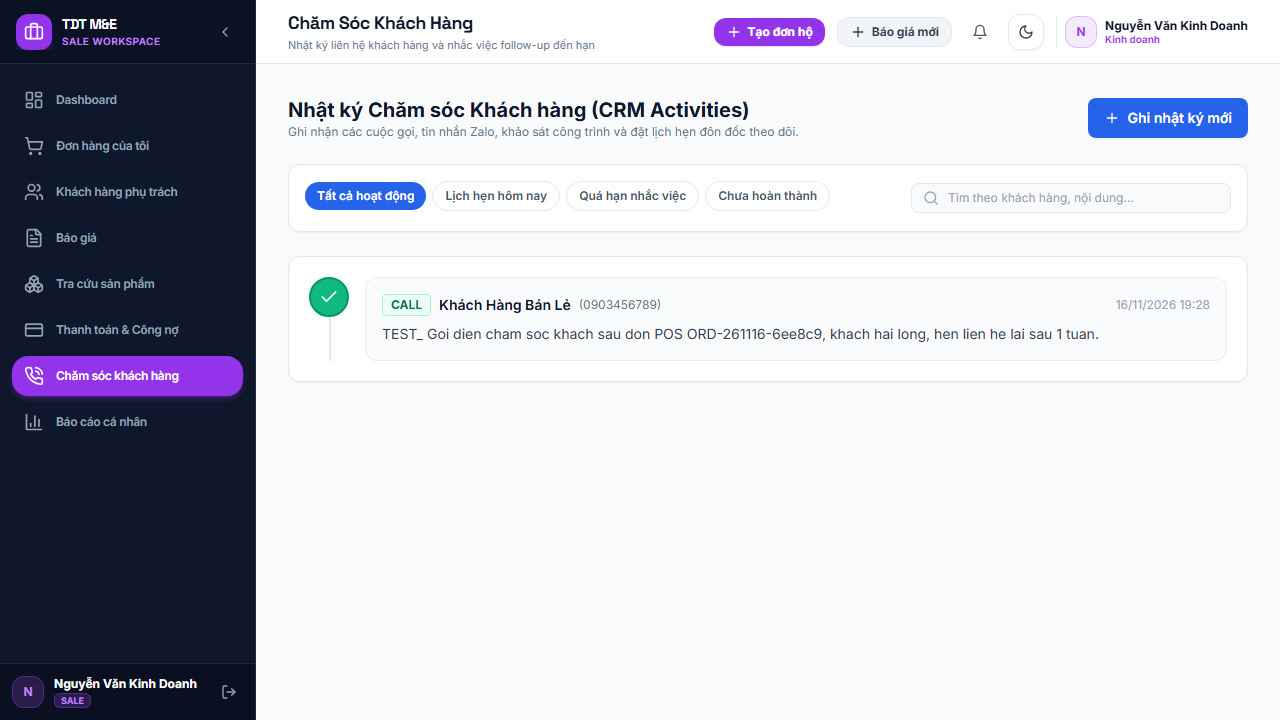 TDT M&E
SALE WORKSPACE
Dashboard
Đơn hàng của tôi
Khách hàng phụ trách
Báo giá
Tra cứu sản phẩm
Thanh toán & Công nợ
Chăm sóc khách hàng
Báo cáo cá nhân
N
Nguyễn Văn Kinh Doanh
SALE
Chăm Sóc Khách Hàng
Nhật ký liên hệ khách hàng và nhắc việc follow-up đến hạn
Tạo đơn hộ
Báo giá mới
N
Nguyễn Văn Kinh Doanh
Kinh doanh
Nhật ký Chăm sóc Khách hàng (CRM Activities)
Ghi nhận các cuộc gọi, tin nhắn Zalo, khảo sát công trình và đặt lịch hẹn đôn đốc theo dõi.
Ghi nhật ký mới
Tất cả hoạt động
Lịch hẹn hôm nay
Quá hạn nhắc việc
Chưa hoàn thành
Tìm theo khách hàng, nội dung...
CALL Khách Hàng Bán Lẻ (0903456789) 16/11/2026 19:28
TEST_ Goi dien cham soc khach sau don POS ORD-261116-6ee8c9, khach hai long, hen lien he lai sau 1 tuan.